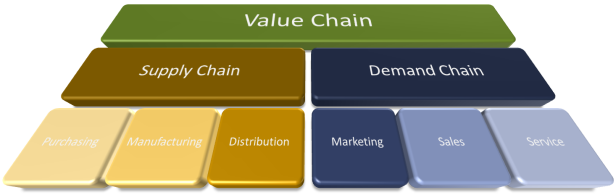 Value Chain
Supply Chain
Demand Chain
Purchasing
Manufacturing
Distribution
Marketing
Sales
Service